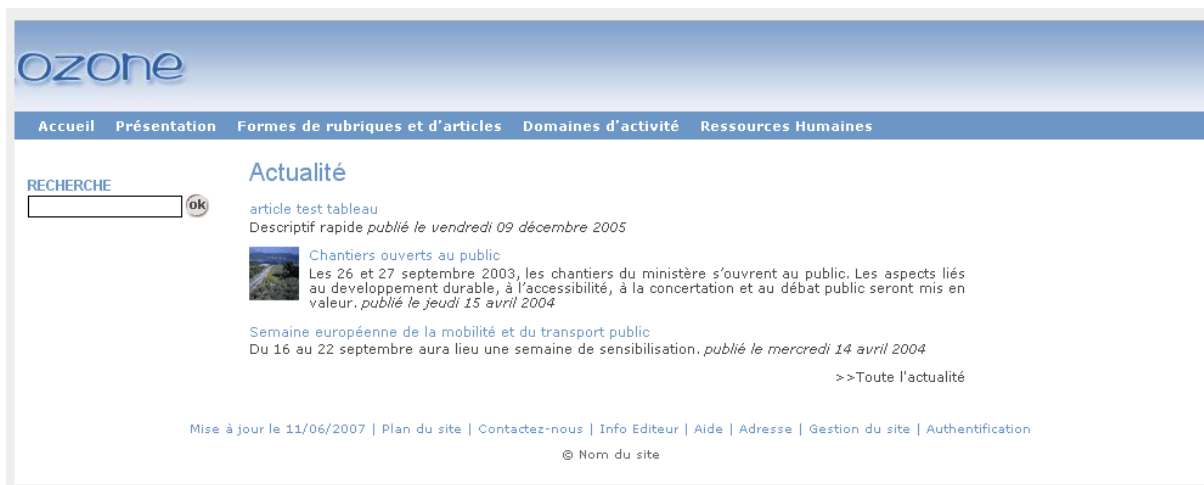 ozone
Accueil Présentation Formes de rubriques et d'articles Domaines d'activité Ressources Humaines
RECHERCHE
ok
Actualité
article test tableau
Descriptif rapide publié le vendredi 09 décembre 2005
Chantiers ouverts au public
Les 26 et 27 septembre 2003, les chantiers du ministère s'ouvrent au public. Les aspects liés
au developpement durable, à l'accessibilité, à la concertation et au débat public seront mis en
valeur. publié le jeudi 15 avril 2004
Semaine européenne de la mobilité et du transport public
Du 16 au 22 septembre aura lieu une semaine de sensibilisation. publié le mercredi 14 avril 2004
>>Toute l'actualité
Mise à jour le 11/06/2007 | Plan du site | Contactez-nous | Info Editeur | Aide | Adresse | Gestion du site | Authentification
© Nom du site